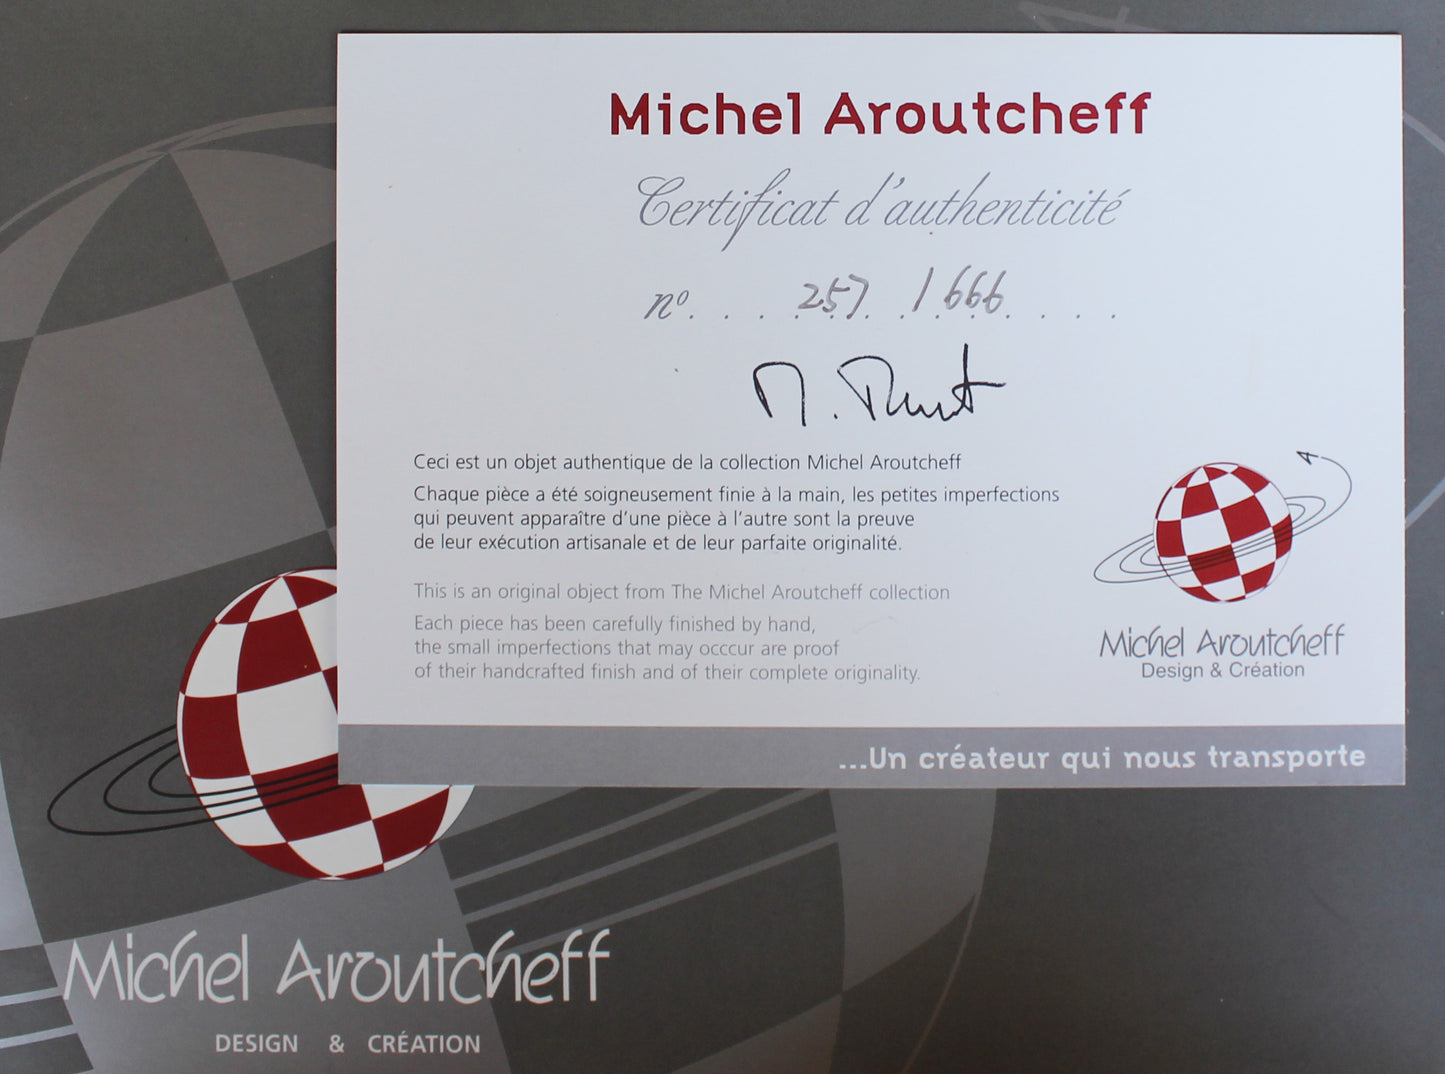 Michel Aroutcheff
Certificat d'authenticité
nº. . . . 257 / 666 . . . .
Ceci est un objet authentique de la collection Michel Aroutcheff
Chaque pièce a été soigneusement finie à la main, les petites imperfections
qui peuvent apparaître d'une pièce à l'autre sont la preuve
de leur exécution artisanale et de leur parfaite originalité.
This is an original object from The Michel Aroutcheff collection
Each piece has been carefully finished by hand,
the small imperfections that may occcur are proof
of their handcrafted finish and of their complete originality.
Michel Aroutcheff
Design & Création
...Un créateur qui nous transporte
Michel Aroutcheff
DESIGN & CRÉATION